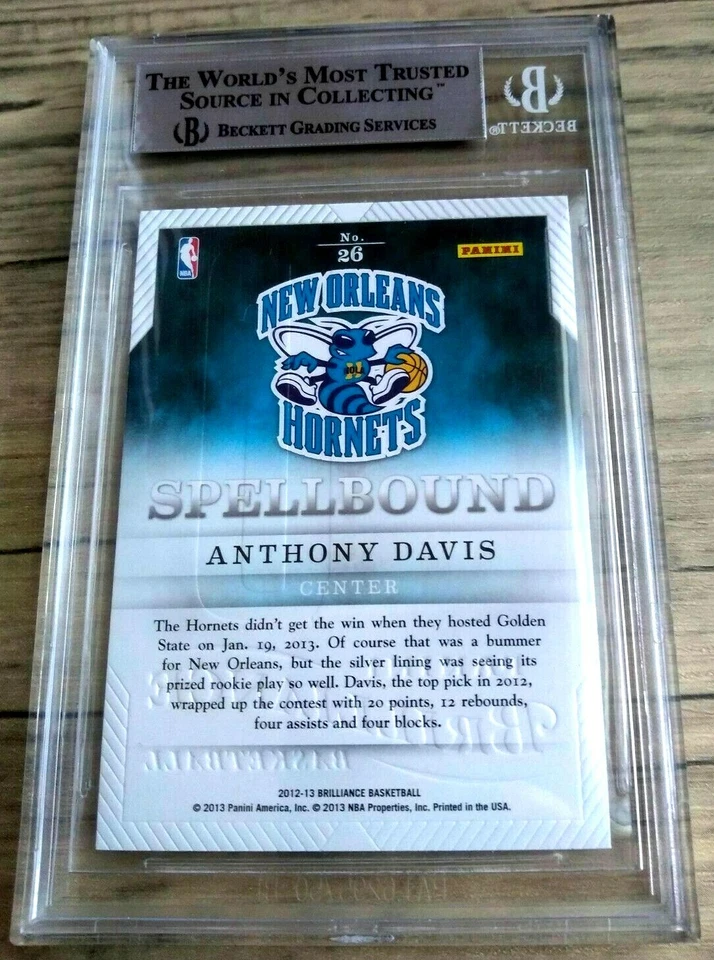 THE WORLD'S MOST TRUSTED
SOURCE IN COLLECTING™
B BECKETT GRADING SERVICES
B
BECKETT®
NBA
No.
26
PANINI
NEW ORLEANS
NOLA
HORNETS
SPELLBOUND
ANTHONY DAVIS
CENTER
The Hornets didn't get the win when they hosted Golden
State on Jan. 19, 2013. Of course that was a bummer
for New Orleans, but the silver lining was seeing its
prized rookie play so well. Davis, the top pick in 2012,
wrapped up the contest with 20 points, 12 rebounds,
four assists and four blocks.
BASKETBALL
2012-13 BRILLIANCE BASKETBALL
© 2013 Panini America, Inc. © 2013 NBA Properties, Inc. Printed in the USA.